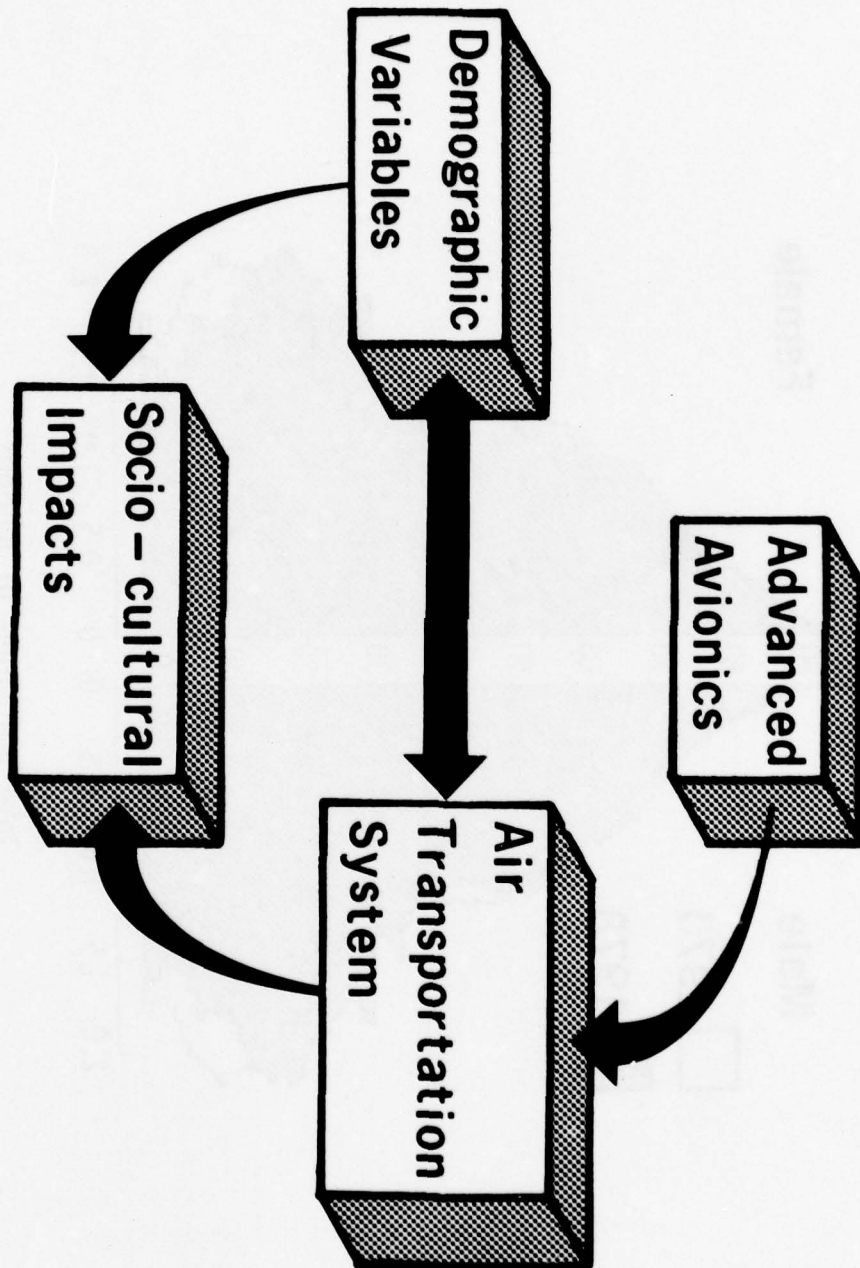 Advanced
Avionics
Demographic
Variables
Air
Transportation
System
Socio – cultural
Impacts